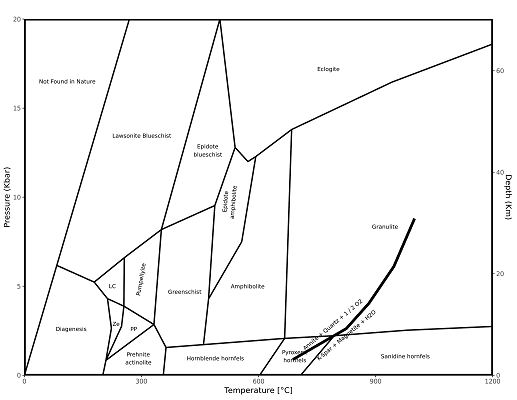 20
15
10
5
0
Pressure (Kbar)
0
300
600
900
1200
Temperature [°C]
60
40
20
0
Depth (Km)
Not Found in Nature
Lawsonite Blueschist
Epidote
blueschist
Eclogite
Epidote
amphibolite
Granulite
LC
Pumpellyite
Greenschist
Amphibolite
Diagenesis
Ze
PP
Prehnite
actinolite
Hornblende hornfels
Pyroxene
hornfels
Sanidine hornfels
Annite + Quartz + 1 / 2 O2
K-Spar + Magnetite + H2O